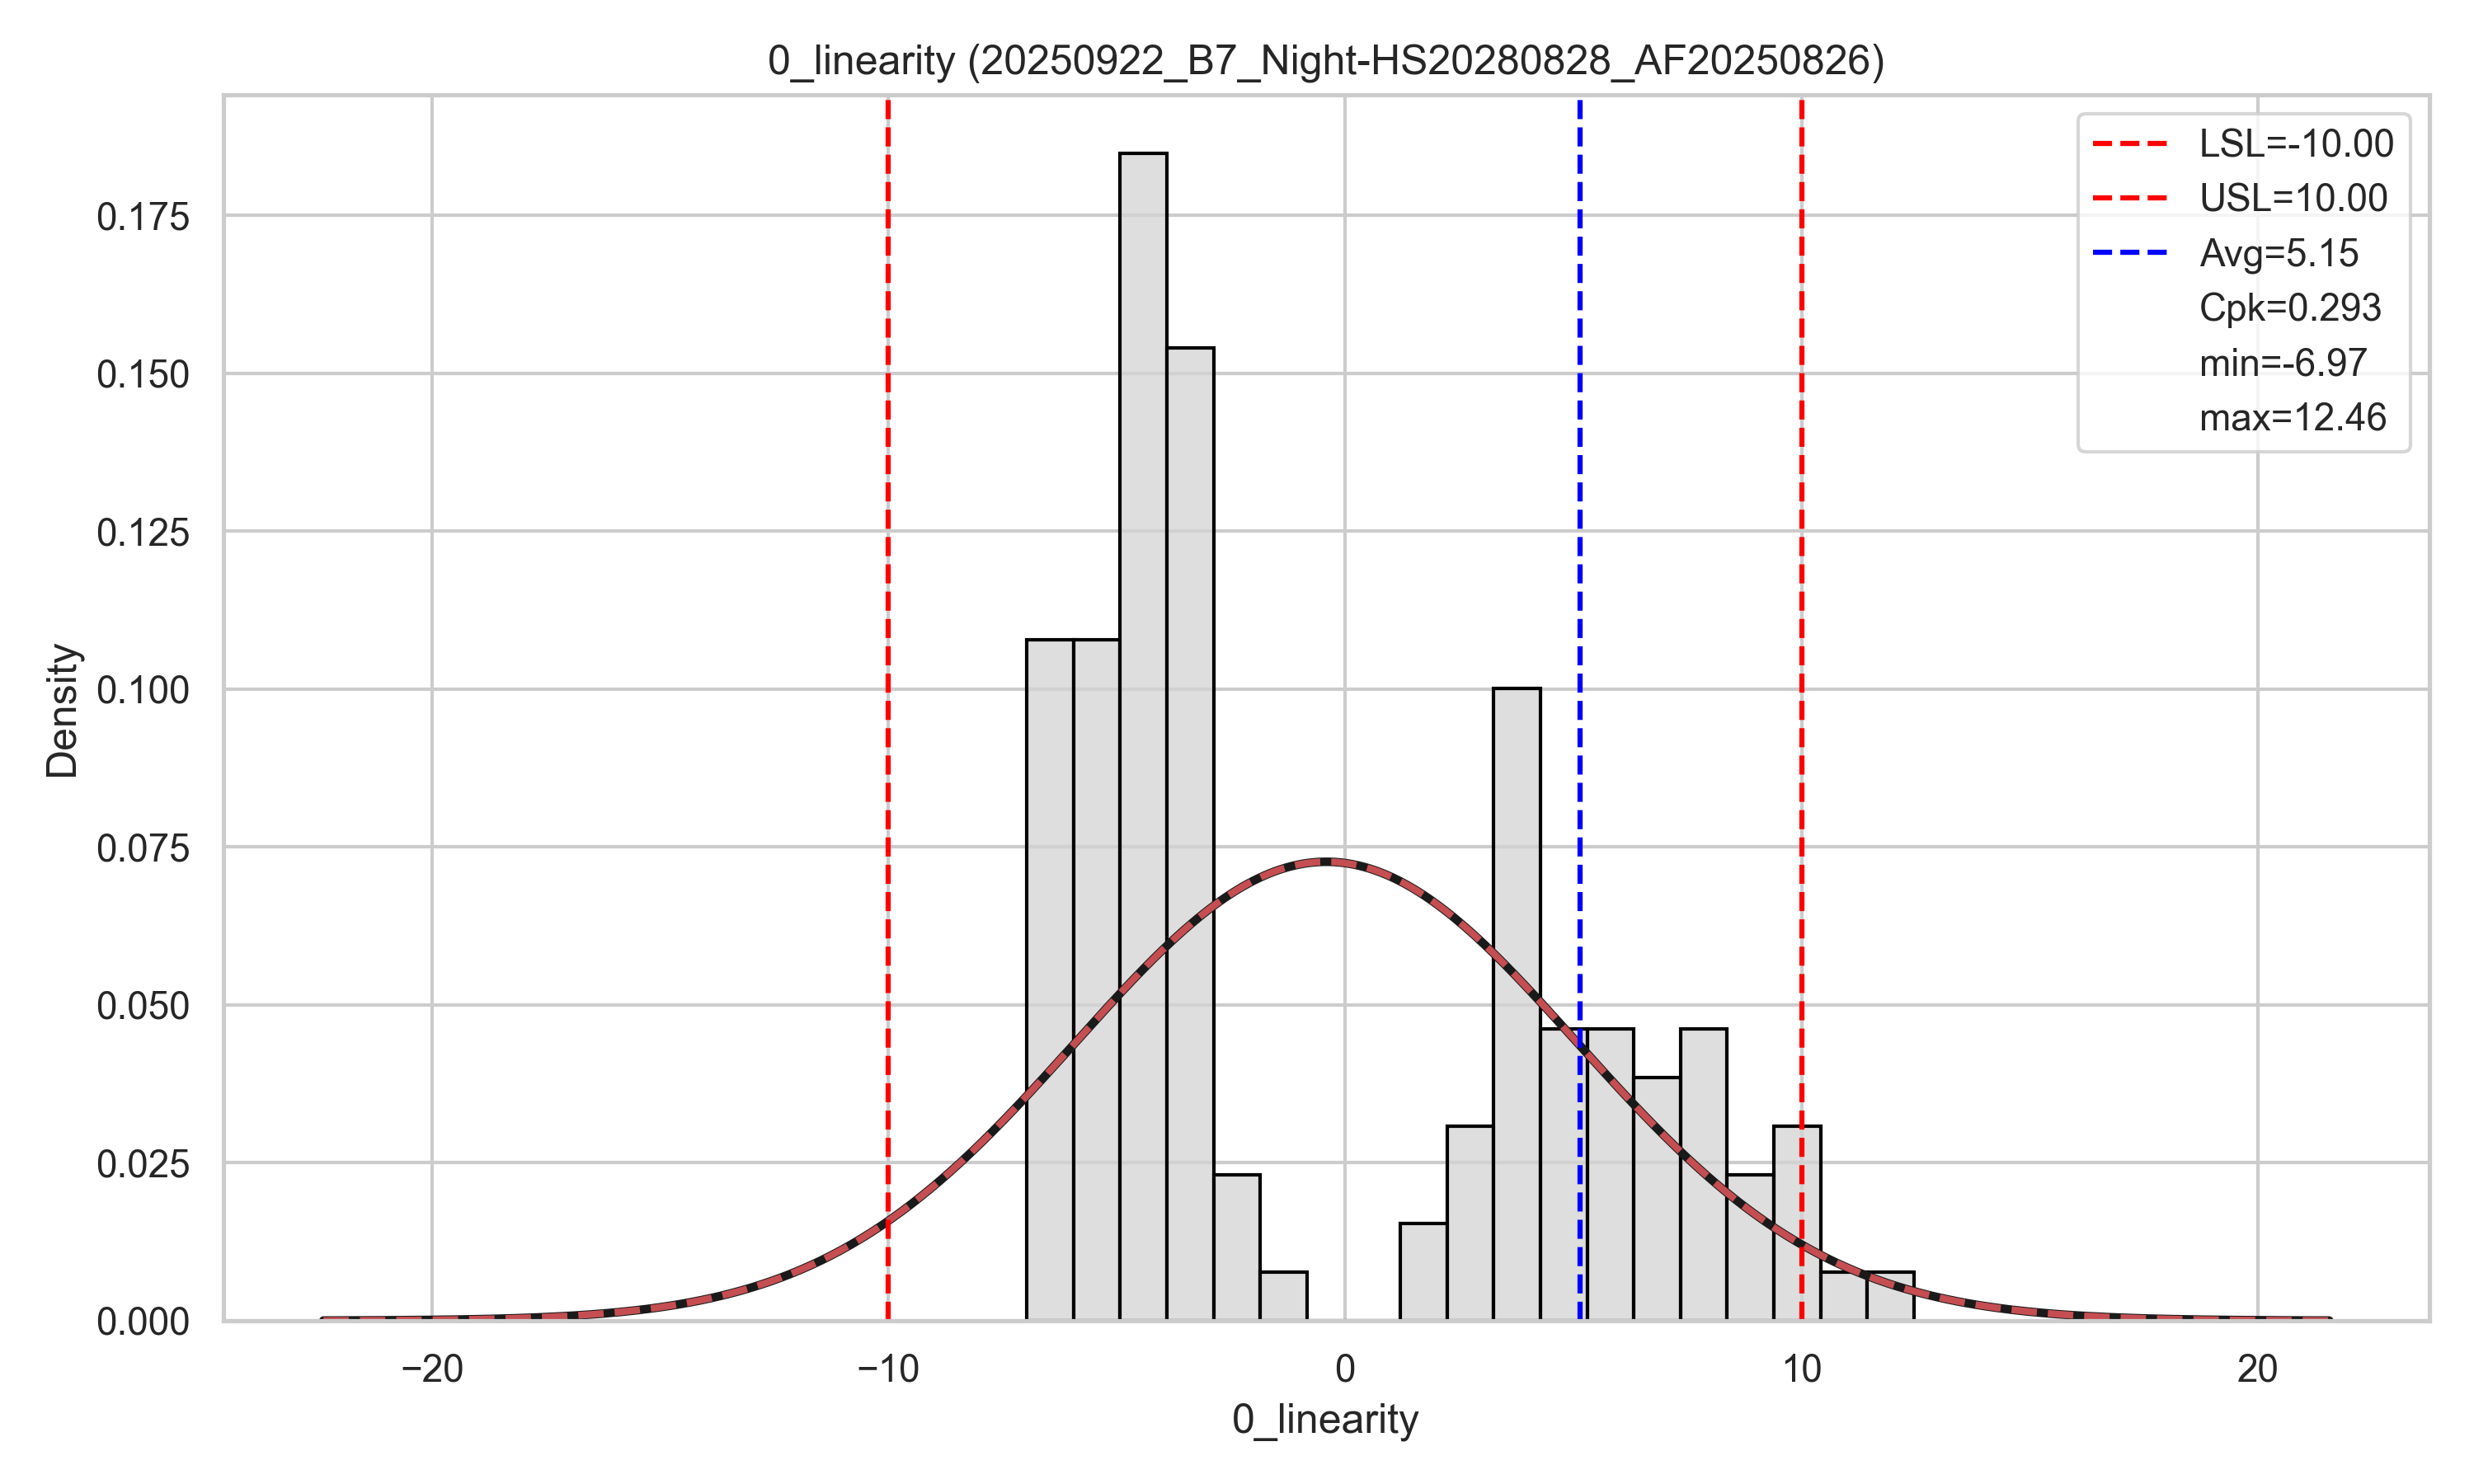 0_linearity (20250922_B7_Night-HS20280828_AF20250826)
LSL=-10.00
USL=10.00
Avg=5.15
Cpk=0.293
min=-6.97
max=12.46
Density
0.175
0.150
0.125
0.100
0.075
0.050
0.025
0.000
−20
−10
0
10
20
0_linearity